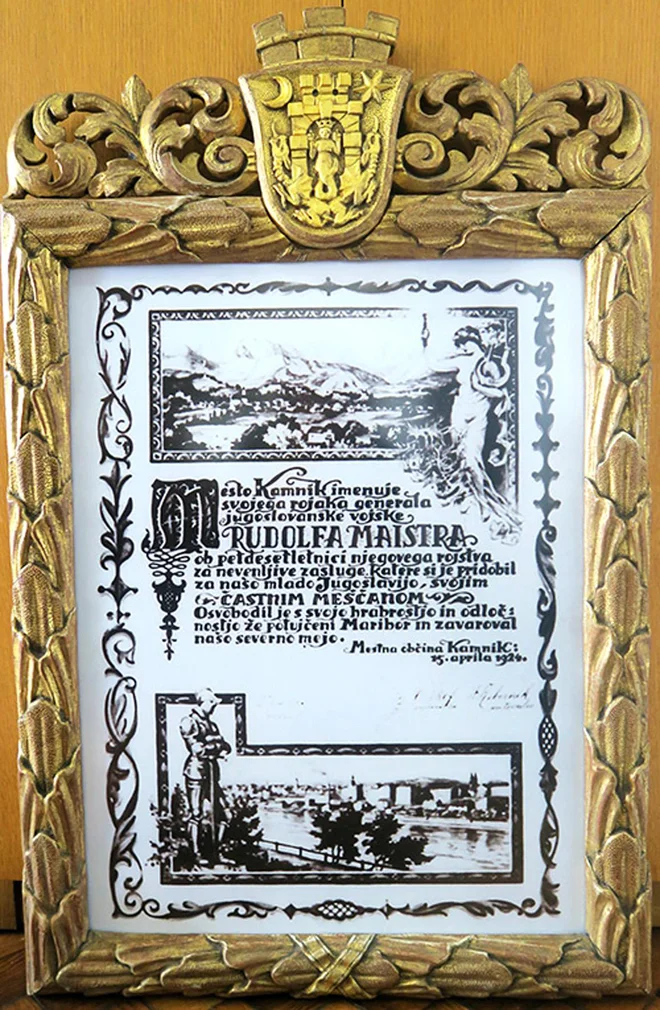 Mesto Kamnik imenuje
svojega rojaka generala
jugoslovanske vojske
RUDOLFA MAISTRA
ob petdesetletnici njegovega rojstva
za nevenljive zasluge, katere si je pridobil
za našo mlado Jugoslavijo, svojim
ČASTNIM MEŠČANOM
Osvobodil je s svojo hrabrostjo in odloč:
nostjo že potujčeni Maribor in zavaroval
našo severno mejo.
Mestna občina Kamnik:
15. aprila 1924.